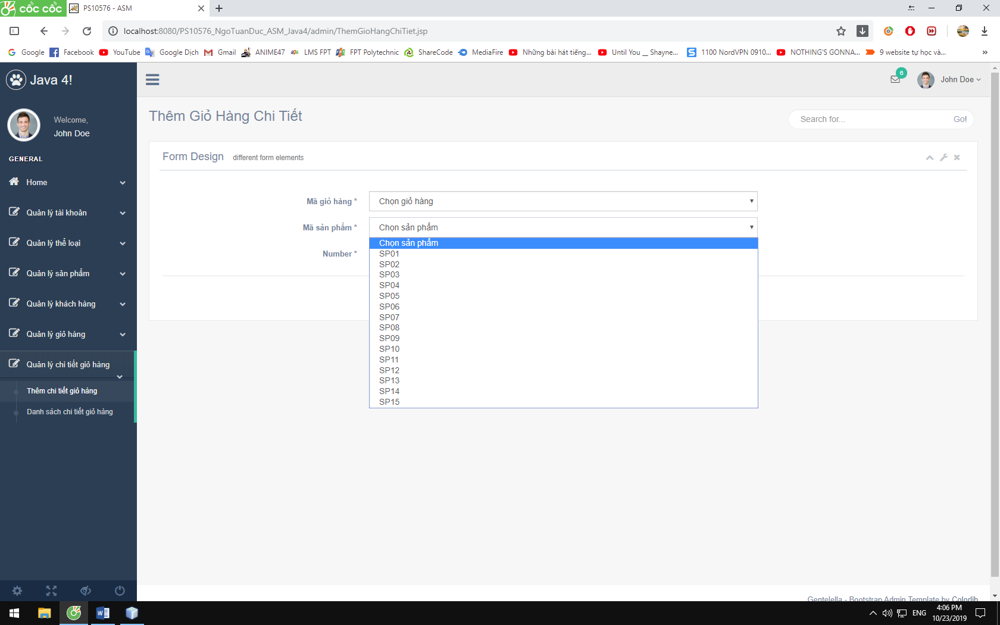 cốc cốc
PS10576 - ASM
localhost:8080/PS10576_NgoTuanDuc_ASM_Java4/admin/ThemGioHangChiTiet.jsp
Google Facebook YouTube Google Dịch Gmail ANIME47 LMS FPT FPT Polytechnic ShareCode MediaFire Những bài hát tiếng... Until You __ Shayne... 1100 NordVPN 0910... NOTHING'S GONNA... 9 website tự học và... »
Java 4!
6
John Doe
Welcome,
John Doe
GENERAL
Home
Quản lý tài khoản
Quản lý thể loại
Quản lý sản phẩm
Quản lý khách hàng
Quản lý giỏ hàng
Quản lý chi tiết giỏ hàng
Thêm chi tiết giỏ hàng
Danh sách chi tiết giỏ hàng
Thêm Giỏ Hàng Chi Tiết
Search for... Go!
Form Design different form elements
Mã giỏ hàng * Chọn giỏ hàng
Mã sản phẩm * Chọn sản phẩm
Chọn sản phẩm
Number *
SP01
SP02
SP03
SP04
SP05
SP06
SP07
SP08
SP09
SP10
SP11
SP12
SP13
SP14
SP15
Gentelella - Bootstrap Admin Template by Colorlib
ENG
4:06 PM
10/23/2019